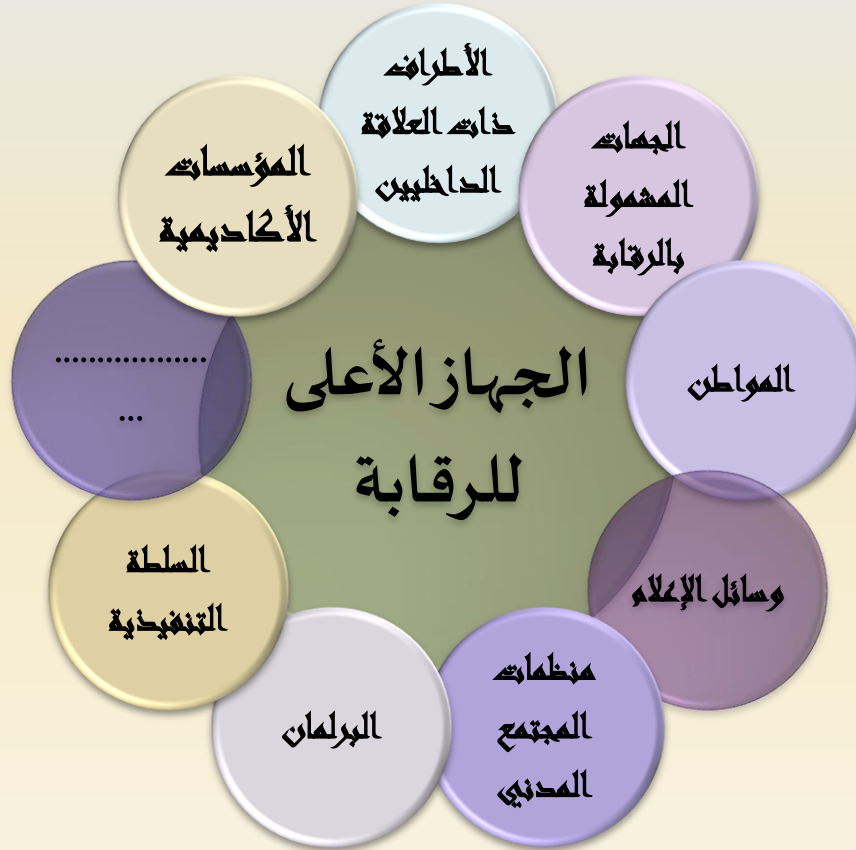 الأطراف
ذات العلاقة
الداخليين
الجهات
المشمولة
بالرقابة
المواطن
وسائل الإعلام
منظمات
المجتمع
المدني
البرلمان
السلطة
التنفيذية
..................
...
المؤسسات
الأكاديمية
الجهاز الأعلى
للرقابة